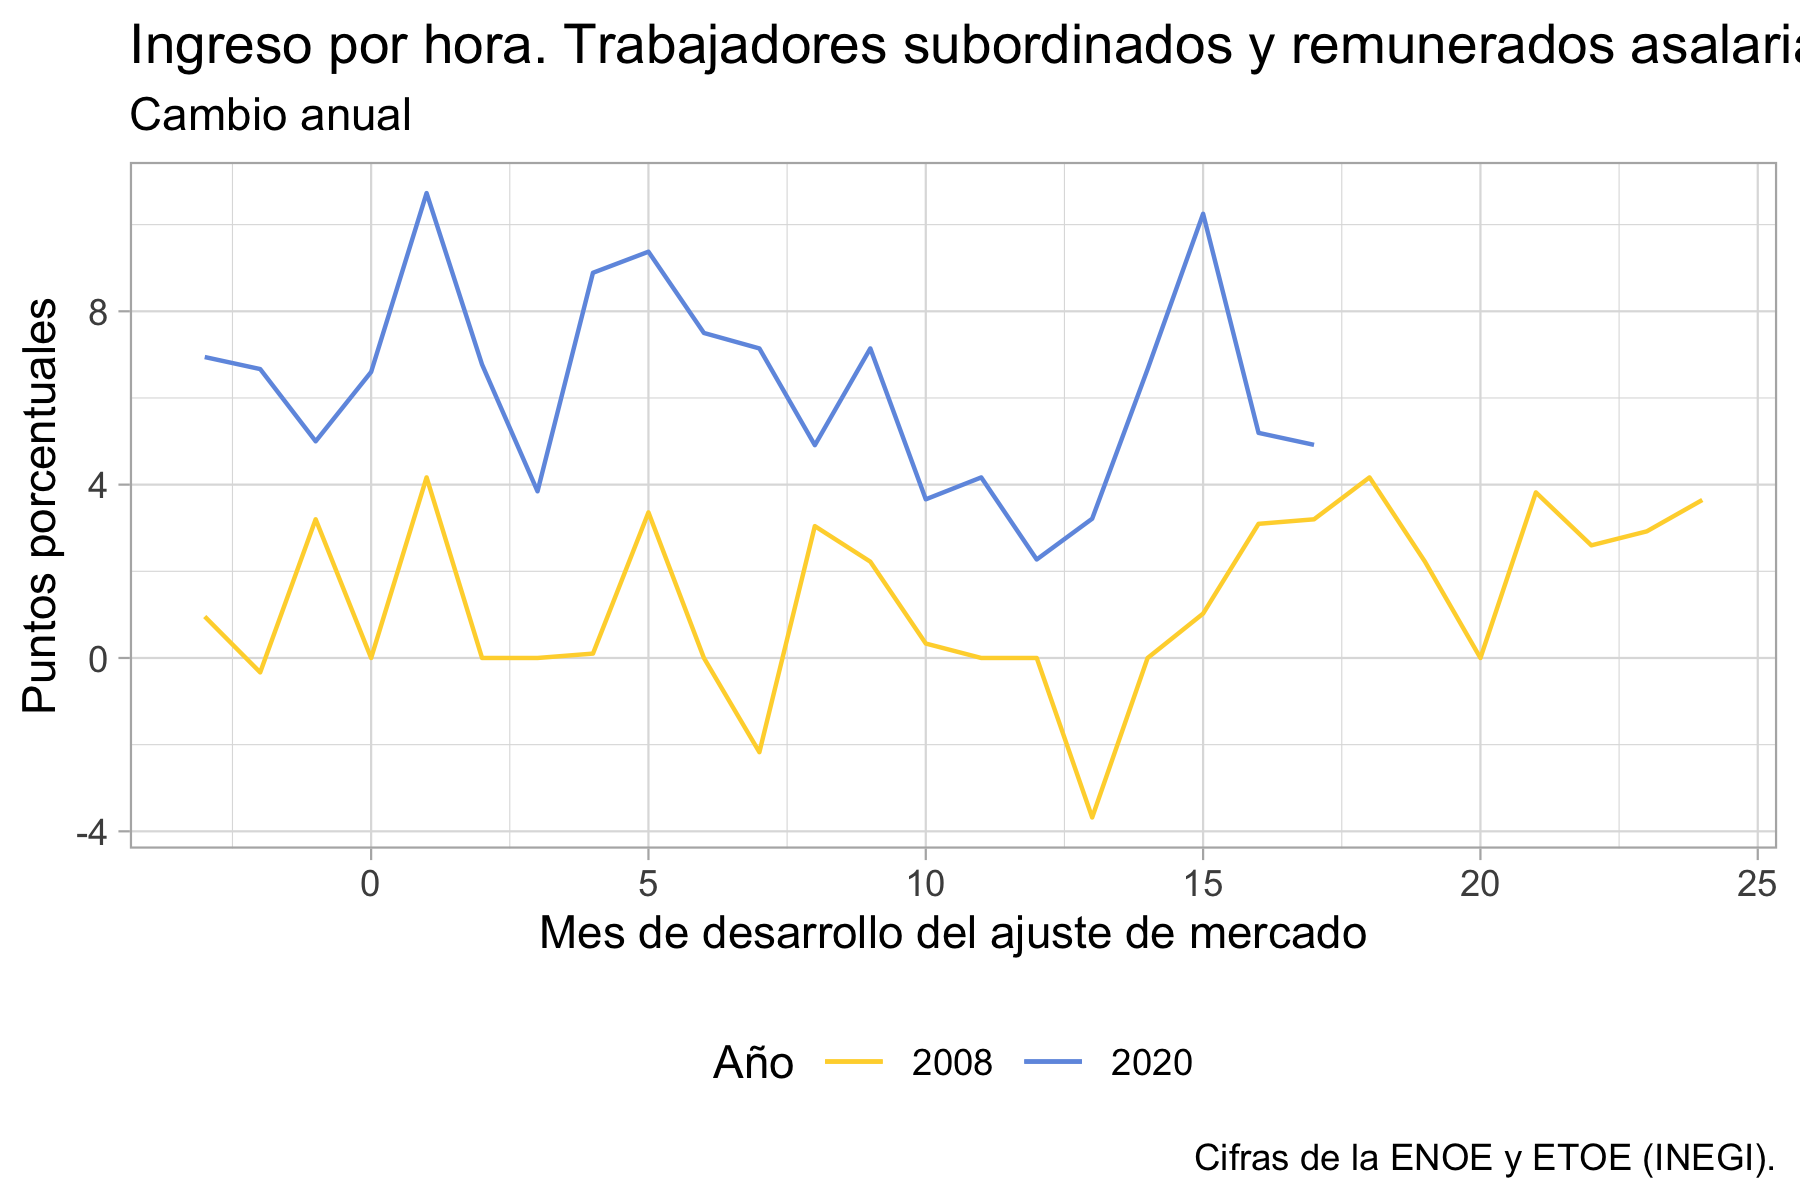 Ingreso por hora. Trabajadores subordinados y remunerados asalaria
Cambio anual
Puntos porcentuales
8
4
0
-4
0 5 10 15 20 25
Mes de desarrollo del ajuste de mercado
Año 2008 2020
Cifras de la ENOE y ETOE (INEGI).